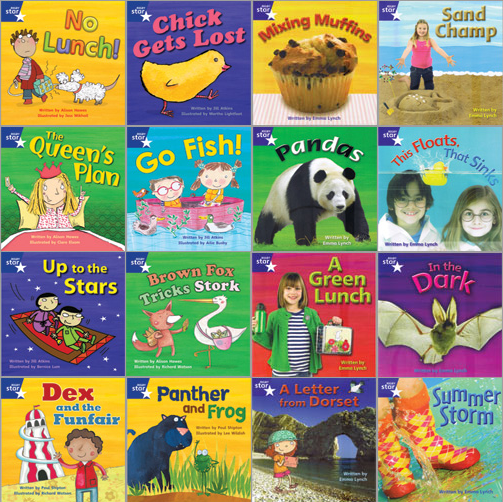 star
No
Lunch!
Written by Alison Hawes
Illustrated by Sue
star
Chick
Gets Lost
Written by Jill Atkins
Illustrated by Martha Lightfoot
star
Mixing Muffins
Written by Emma Lynch
star
Sand
Champ
Written by Emma Lynch
star
The
Queen's
Plan
Written by Alison Hawes
Illustrated by Clare
star
Go Fish!
Written by Jill Atkins
Illustrated by Ailie Busby
star
Pandas
Written by
Emma Lynch
star
This Floats,
That Sinks
Written by Emma Lynch
star
Up to the
Stars
Written by Jill Atkins
Illustrated by
star
Brown Fox
Tricks Stork
Written by Alison Hawes
Illustrated by Richard Watson
star
A
Green
Lunch
Written by
Emma Lynch
star
In the
Dark
Written by Emma Lynch
star
Dex
and the
Funfair
Written by Paul Shipton
Illustrated by Richard Watson
star
Panther
and Frog
Written by Paul Shipton
Illustrated by Lee Wildish
star
A Letter
from Dorset
Written by
Emma Lynch
star
Summer
Storm
Written by
Emma Lynch